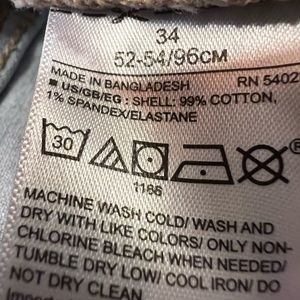 34
52-54/96CM
MADE IN BANGLADESH RN 5402
US/GB/EG : SHELL: 99% COTTON,
1% SPANDEX/ELASTANE
30
1166
MACHINE WASH COLD/ WASH AND
DRY WITH LIKE COLORS/ ONLY NON-
CHLORINE BLEACH WHEN NEEDED/
TUMBLE DRY LOW/ COOL IRON/ DO
NOT DRY CLEAN